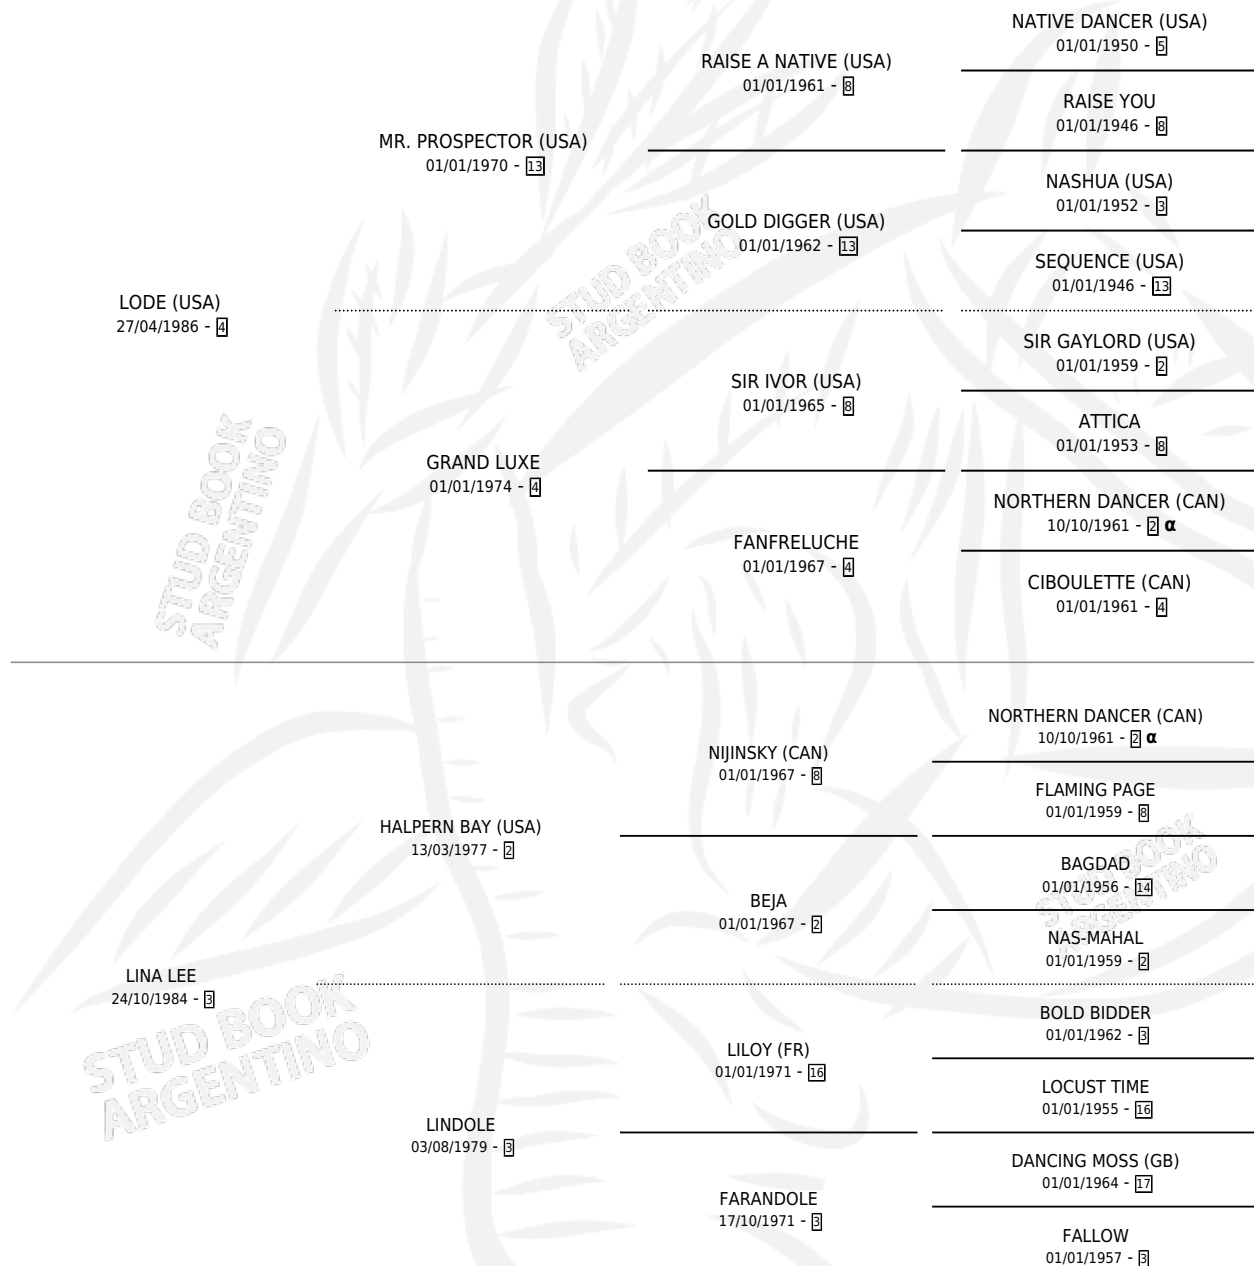 NATIVE DANCER (USA)
01/01/1950 - 5
RAISE A NATIVE (USA)
01/01/1961 - 8
RAISE YOU
01/01/1946 - 8
MR. PROSPECTOR (USA)
01/01/1970 - 13
NASHUA (USA)
01/01/1952 - 3
GOLD DIGGER (USA)
01/01/1962 - 13
SEQUENCE (USA)
01/01/1946 - 13
LODE (USA)
27/04/1986 - 4
SIR GAYLORD (USA)
01/01/1959 - 2
SIR IVOR (USA)
01/01/1965 - 8
ATTICA
01/01/1953 - 8
GRAND LUXE
01/01/1974 - 4
NORTHERN DANCER (CAN)
10/10/1961 - 2 α
FANFRELUCHE
01/01/1967 - 4
CIBOULETTE (CAN)
01/01/1961 - 4
NORTHERN DANCER (CAN)
10/10/1961 - 2 α
NIJINSKY (CAN)
01/01/1967 - 8
FLAMING PAGE
01/01/1959 - 8
HALPERN BAY (USA)
13/03/1977 - 2
BAGDAD
01/01/1956 - 14
BEJA
01/01/1967 - 2
NAS-MAHAL
01/01/1959 - 2
LINA LEE
24/10/1984 - 3
BOLD BIDDER
01/01/1962 - 3
LILOY (FR)
01/01/1971 - 16
LOCUST TIME
01/01/1955 - 16
LINDOLE
03/08/1979 - 3
DANCING MOSS (GB)
01/01/1964 - 17
FARANDOLE
17/10/1971 - 3
FALLOW
01/01/1957 - 3
STUD BOOK
ARGENTINO
STUD BOOK
ARGENTINO
STUD BOOK
ARGENTINO
STUD BOOK
ARGENTINO